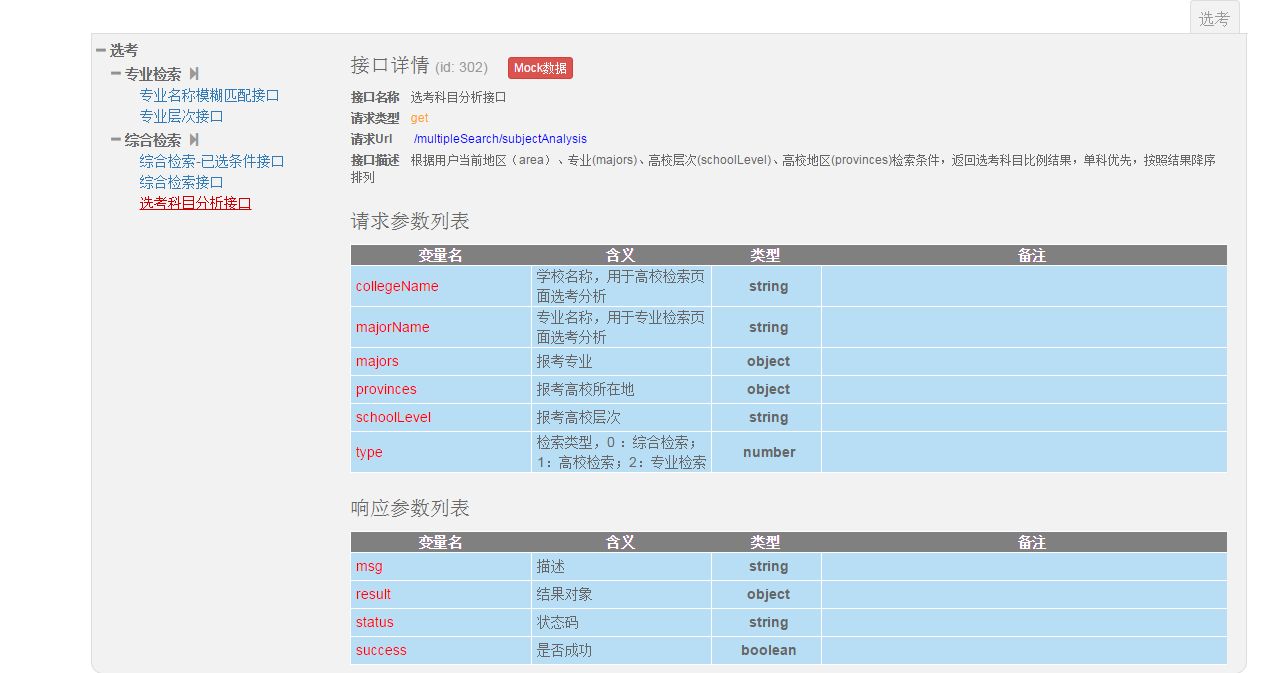 选考
选考
专业检索
专业名称模糊匹配接口
专业层次接口
综合检索
综合检索-已选条件接口
综合检索接口
选考科目分析接口
接口详情 (id: 302) Mock数据
接口名称 选考科目分析接口
请求类型 get
请求Url /multipleSearch/subjectAnalysis
接口描述 根据用户当前地区（area）、专业(majors)、高校层次(schoolLevel)、高校地区(provinces)检索条件，返回选考科目比例结果，单科优先，按照结果降序
排列
请求参数列表
变量名 含义 类型 备注
collegeName 学校名称，用于高校检索页 string
面选考分析
majorName 专业名称，用于专业检索页 string
面选考分析
majors 报考专业 object
provinces 报考高校所在地 object
schoolLevel 报考高校层次 string
type 检索类型，0 ：综合检索； number
1：高校检索；2：专业检索
响应参数列表
变量名 含义 类型 备注
msg 描述 string
result 结果对象 object
status 状态码 string
success 是否成功 boolean